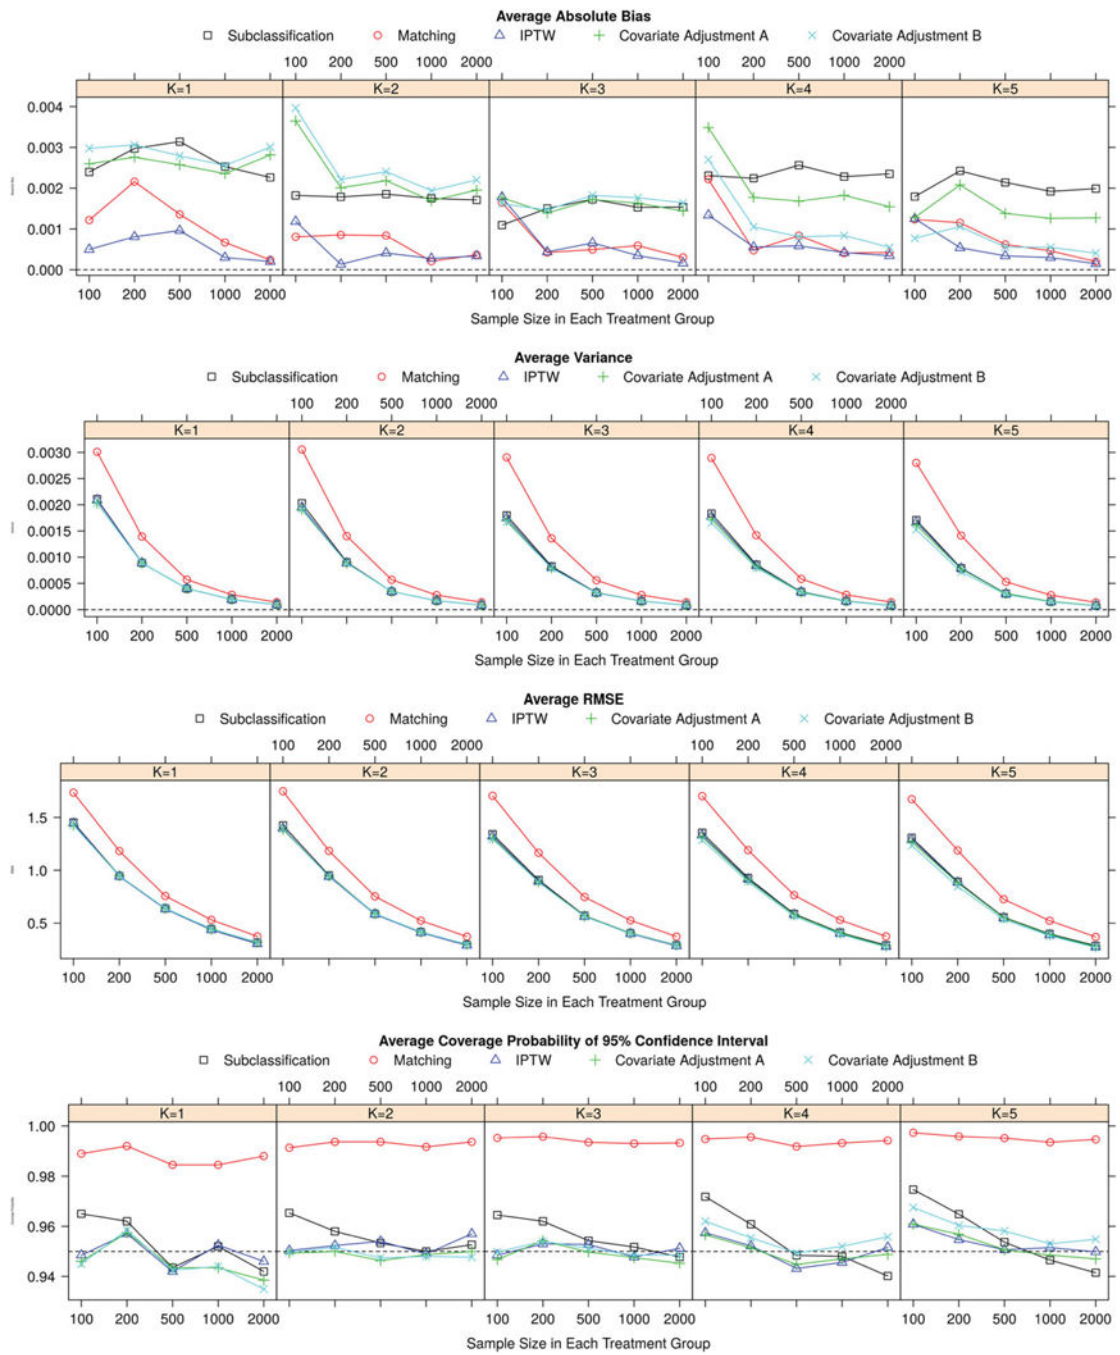 Average Absolute Bias
Subclassification Matching IPTW Covariate Adjustment A Covariate Adjustment B
100 200 500 1000 2000 100 200 500 1000 2000
K=1 K=2 K=3 K=4 K=5
0.004
0.003
0.002
0.001
0.000
100 200 500 1000 2000 100 200 500 1000 2000 100 200 500 1000 2000
Sample Size in Each Treatment Group
Average Variance
Subclassification Matching IPTW Covariate Adjustment A Covariate Adjustment B
100 200 500 1000 2000 100 200 500 1000 2000
K=1 K=2 K=3 K=4 K=5
0.0030
0.0025
0.0020
0.0015
0.0010
0.0005
0.0000
100 200 500 1000 2000 100 200 500 1000 2000 100 200 500 1000 2000
Sample Size in Each Treatment Group
Average RMSE
Subclassification Matching IPTW Covariate Adjustment A Covariate Adjustment B
100 200 500 1000 2000 100 200 500 1000 2000
K=1 K=2 K=3 K=4 K=5
1.5
1.0
0.5
100 200 500 1000 2000 100 200 500 1000 2000 100 200 500 1000 2000
Sample Size in Each Treatment Group
Average Coverage Probability of 95% Confidence Interval
Subclassification Matching IPTW Covariate Adjustment A Covariate Adjustment B
100 200 500 1000 2000 100 200 500 1000 2000
K=1 K=2 K=3 K=4 K=5
1.00
0.98
0.96
0.94
100 200 500 1000 2000 100 200 500 1000 2000 100 200 500 1000 2000
Sample Size in Each Treatment Group